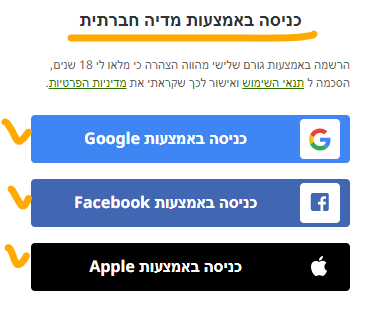 כניסה באמצעות מדיה חברתית
הרשמה באמצעות גורם שלישי מהווה הצהרה כי מלאו לי 18 שנים,
הסכמה ל תנאי השימוש ואישור לכך שקראתי את מדיניות הפרטיות.
כניסה באמצעות Google
כניסה באמצעות Facebook
כניסה באמצעות Apple